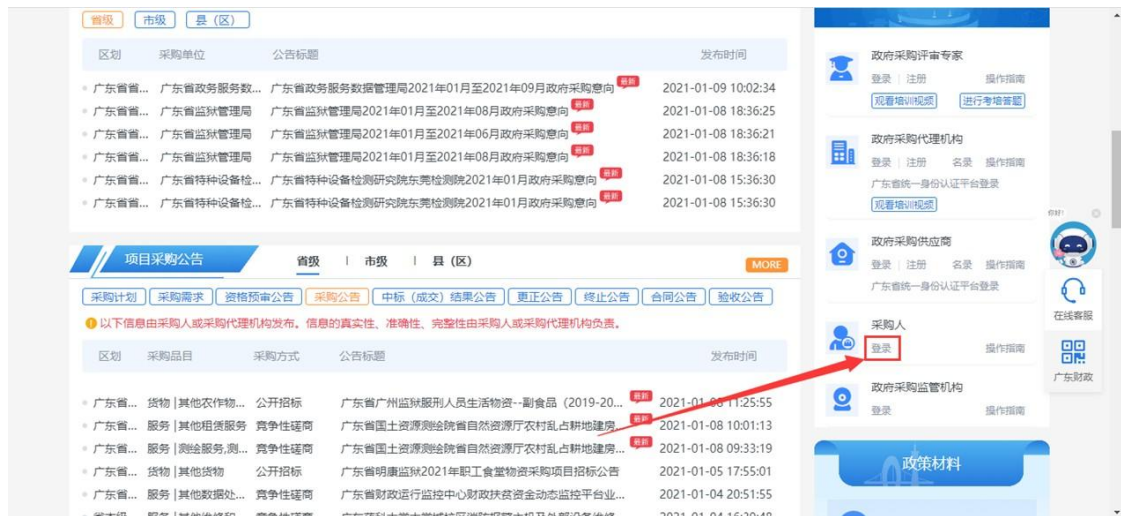 省级 市级 县（区）
区划 采购单位 公告标题 发布时间
广东省省... 广东省政务服务数... 广东省政务服务数据管理局2021年01月至2021年09月政府采购意向 最新 2021-01-09 10:02:34
广东省省... 广东省监狱管理局 广东省监狱管理局2021年01月至2021年08月政府采购意向 最新 2021-01-08 18:36:25
广东省省... 广东省监狱管理局 广东省监狱管理局2021年01月至2021年06月政府采购意向 最新 2021-01-08 18:36:21
广东省省... 广东省监狱管理局 广东省监狱管理局2021年01月至2021年08月政府采购意向 最新 2021-01-08 18:36:18
广东省省... 广东省特种设备检... 广东省特种设备检测研究院东莞检测院2021年01月政府采购意向 最新 2021-01-08 15:36:30
广东省省... 广东省特种设备检... 广东省特种设备检测研究院东莞检测院2021年01月政府采购意向 最新 2021-01-08 15:36:30
项目采购公告 省级 市级 县（区） MORE
采购计划 采购需求 资格预审公告 采购公告 中标（成交）结果公告 更正公告 终止公告 合同公告 验收公告
以下信息由采购人或采购代理机构发布。信息的真实性、准确性、完整性由采购人或采购代理机构负责。
区划 采购品目 采购方式 公告标题 发布时间
广东省... 货物|其他农作物... 公开招标 广东省广州监狱服刑人员生活物资--副食品（2019-20... 最新 2021-01-08 11:25:55
广东省... 服务|其他租赁服务 竞争性磋商 广东省国土资源测绘院省自然资源厅农村乱占耕地建房... 最新 2021-01-08 10:01:13
广东省... 服务|测绘服务,测... 竞争性磋商 广东省国土资源测绘院省自然资源厅农村乱占耕地建房... 最新 2021-01-08 09:33:19
广东省... 货物|其他货物 公开招标 广东省明康监狱2021年职工食堂物资采购项目招标公告 2021-01-05 17:55:01
广东省... 服务|其他数据处... 竞争性磋商 广东省财政运行监控中心财政扶贫资金动态监控平台业... 2021-01-04 20:51:55
政府采购评审专家
登录 | 注册 操作指南
观看培训视频 进行考培答题
政府采购代理机构
登录 | 注册 名录 操作指南
广东省统一身份认证平台登录
观看培训视频
政府采购供应商
登录 | 注册 名录 操作指南
广东省统一身份认证平台登录
采购人
登录 操作指南
政府采购监管机构
登录 操作指南
政策材料
你好!
在线客服
广东财政